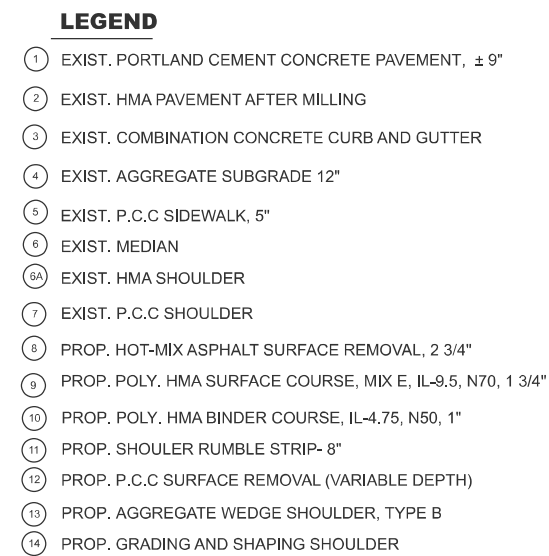 LEGEND
1 EXIST. PORTLAND CEMENT CONCRETE PAVEMENT, ± 9"
2 EXIST. HMA PAVEMENT AFTER MILLING
3 EXIST. COMBINATION CONCRETE CURB AND GUTTER
4 EXIST. AGGREGATE SUBGRADE 12"
5 EXIST. P.C.C SIDEWALK, 5"
6 EXIST. MEDIAN
6A EXIST. HMA SHOULDER
7 EXIST. P.C.C SHOULDER
8 PROP. HOT-MIX ASPHALT SURFACE REMOVAL, 2 3/4"
9 PROP. POLY. HMA SURFACE COURSE, MIX E, IL-9.5, N70, 1 3/4"
10 PROP. POLY. HMA BINDER COURSE, IL-4.75, N50, 1"
11 PROP. SHOULER RUMBLE STRIP- 8"
12 PROP. P.C.C SURFACE REMOVAL (VARIABLE DEPTH)
13 PROP. AGGREGATE WEDGE SHOULDER, TYPE B
14 PROP. GRADING AND SHAPING SHOULDER